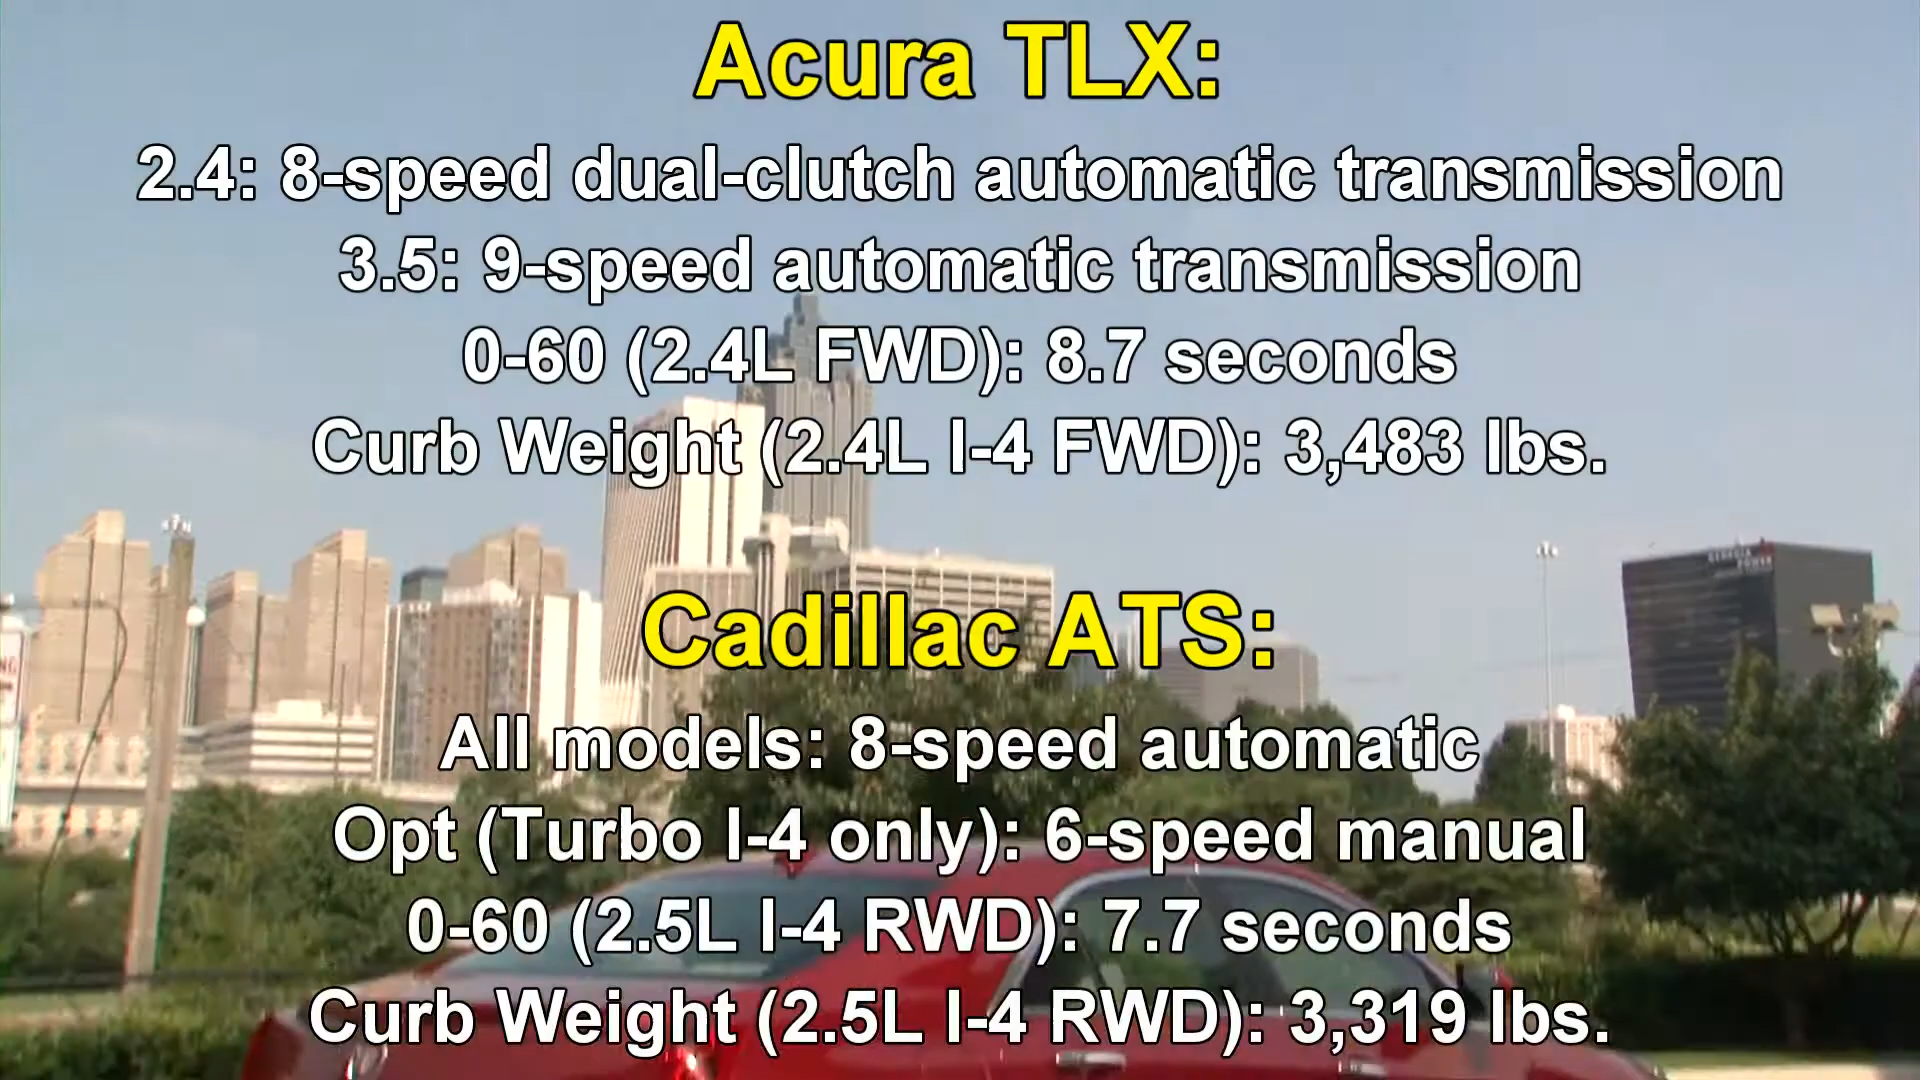 Acura TLX:
2.4: 8-speed dual-clutch automatic transmission
3.5: 9-speed automatic transmission
0-60 (2.4L FWD): 8.7 seconds
Curb Weight (2.4L I-4 FWD): 3,483 lbs.
GEORGIA
POWER
Cadillac ATS:
NG
All models: 8-speed automatic
Opt (Turbo I-4 only): 6-speed manual
0-60 (2.5L I-4 RWD): 7.7 seconds
Curb Weight (2.5L I-4 RWD): 3,319 lbs.